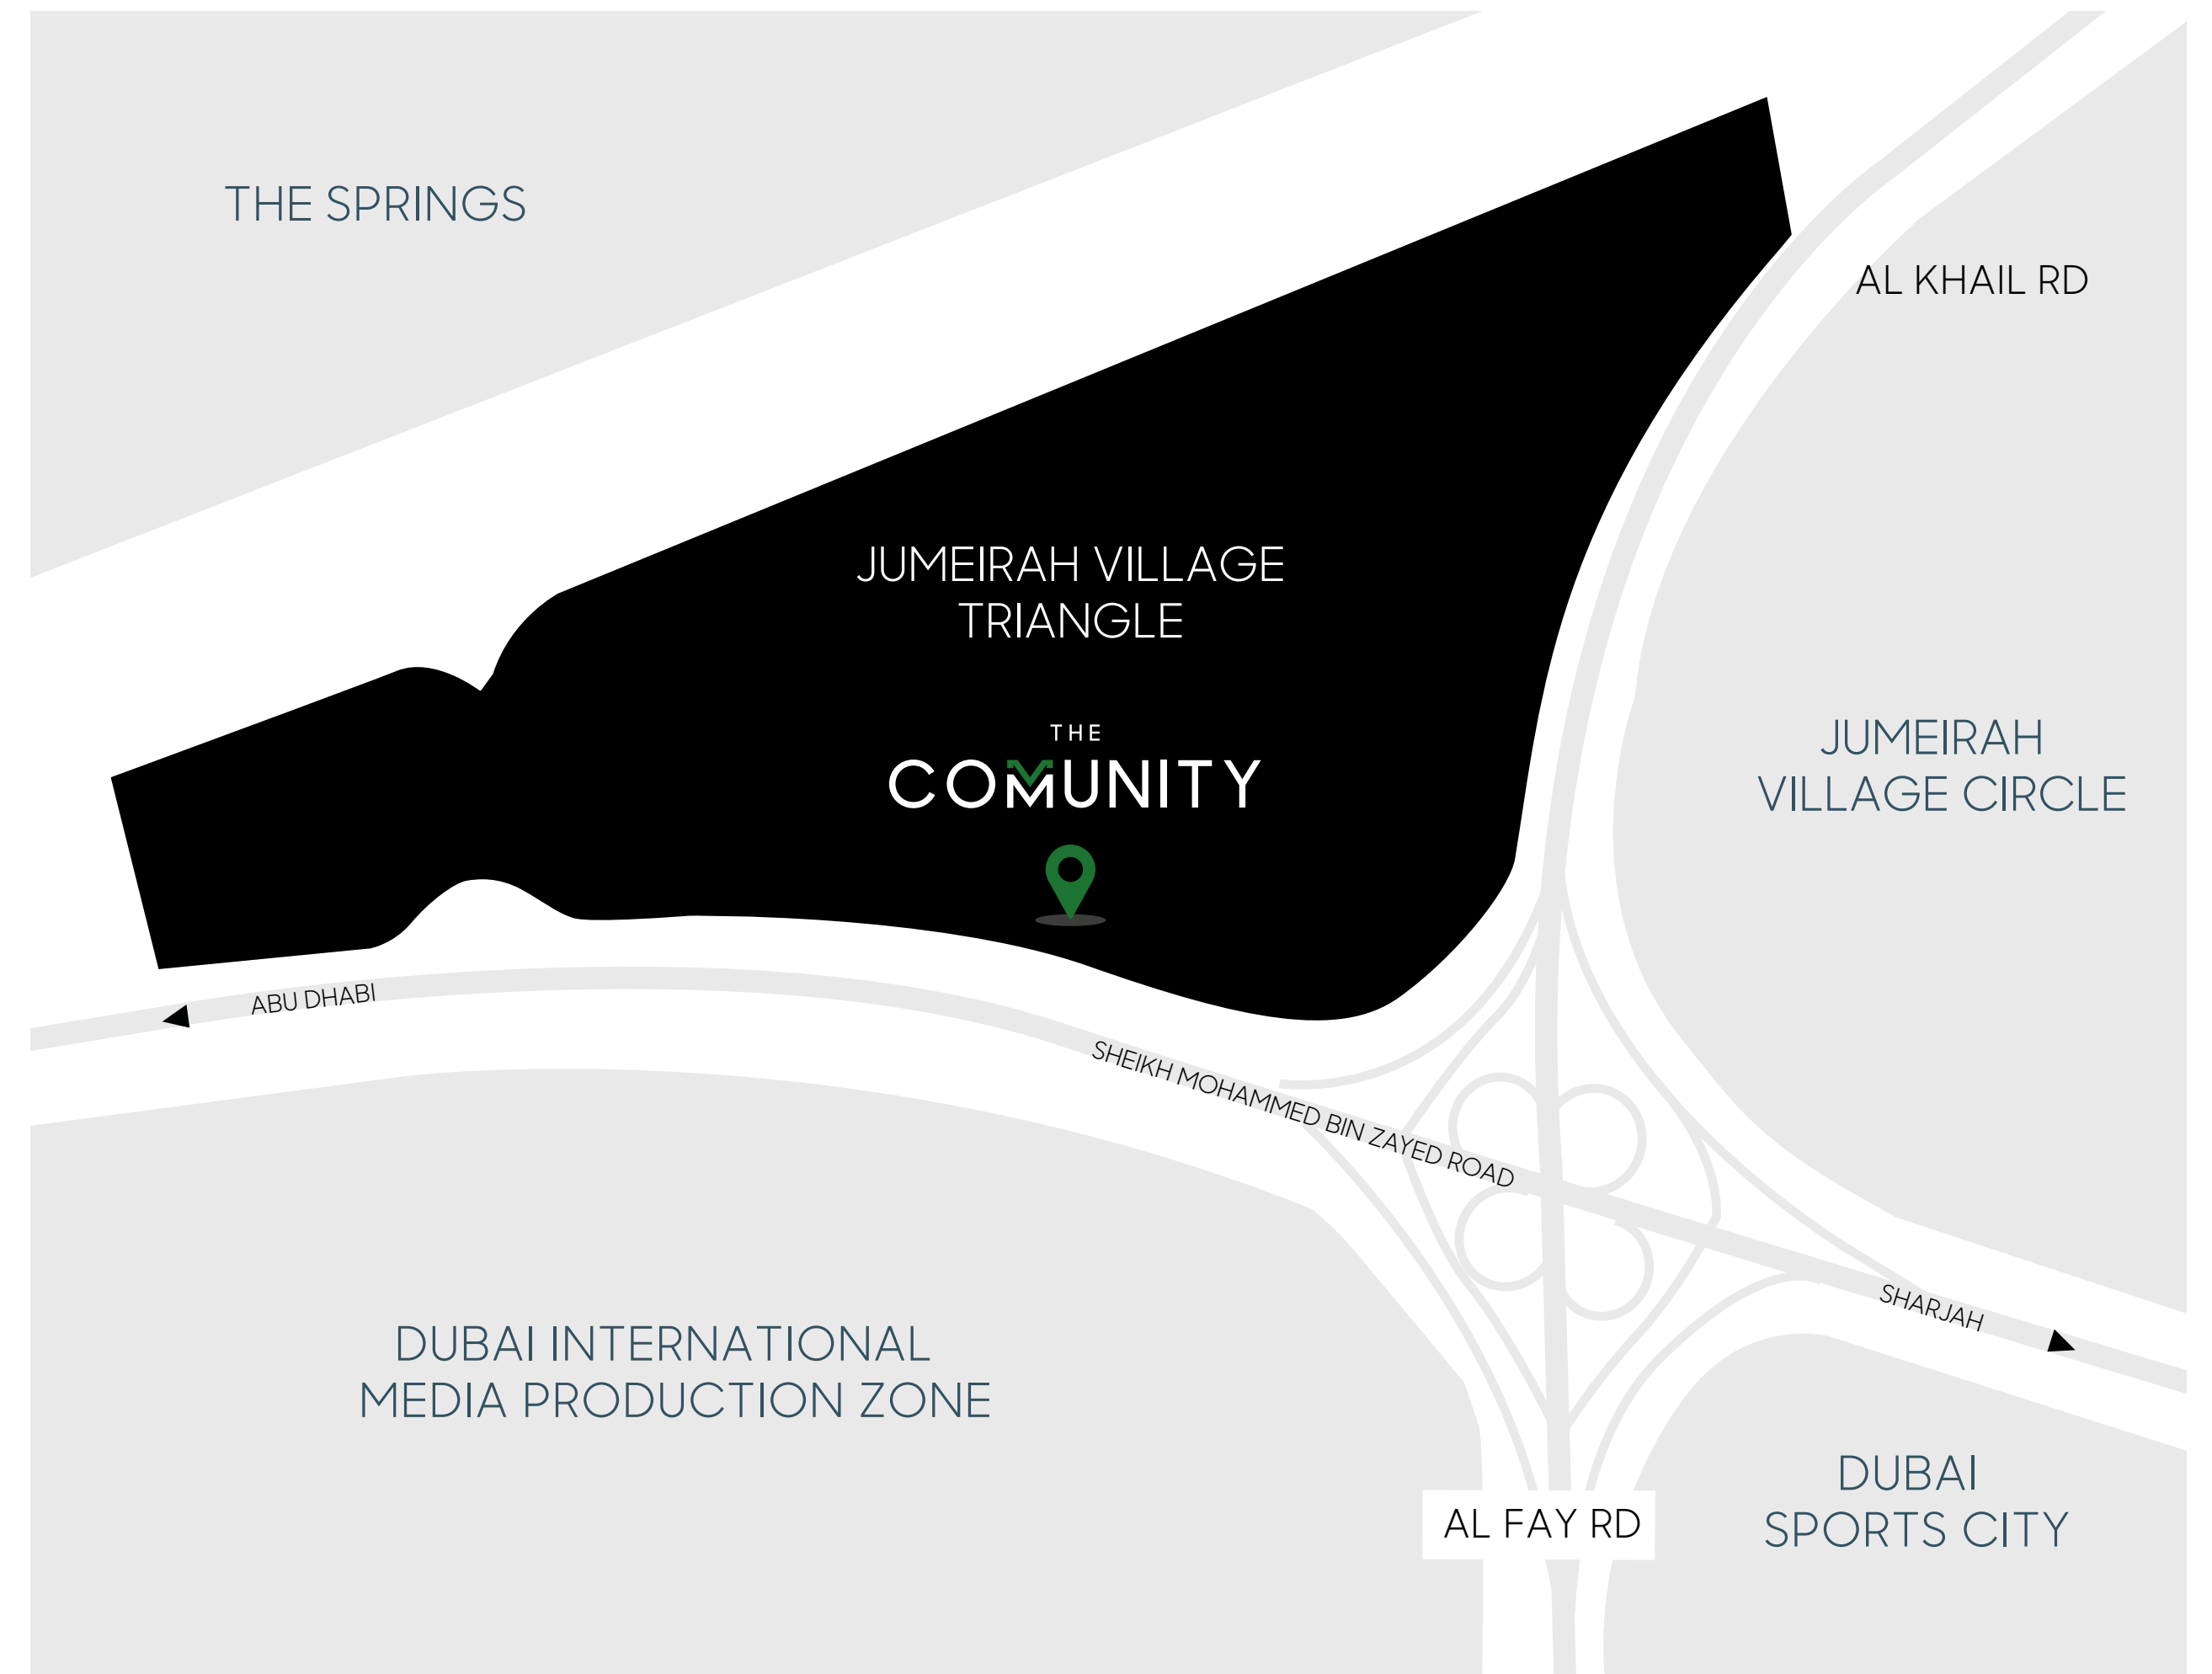 THE SPRINGS
AL KHAIL RD
JUMEIRAH VILLAGE
TRIANGLE
THE
COMUNITY
JUMEIRAH
VILLAGE CIRCLE
ABU DHABI
SHEIKH MOHAMMED BIN ZAYED ROAD
SHARJAH
DUBAI INTERNATIONAL
MEDIA PRODUCTION ZONE
AL FAY RD
DUBAI
SPORTS CITY